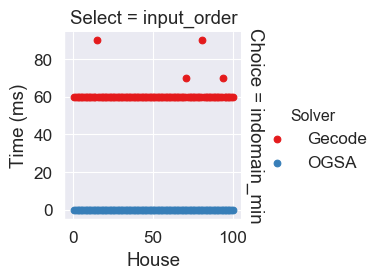 Select = input_order
Choice = indomain_min
Time (ms)
80
60
40
20
0
0
50
100
House
Solver
Gecode
OGSA